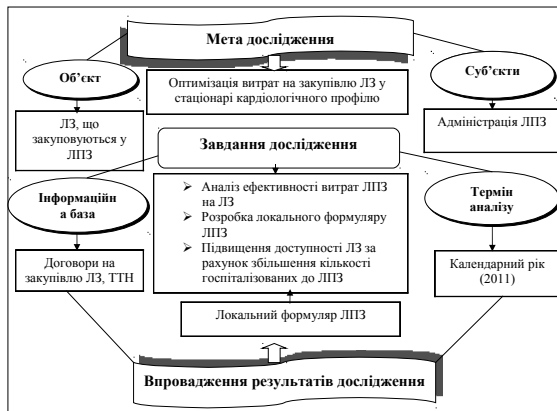 Мета дослідження
Об'єкт
Оптимізація витрат на закупівлю ЛЗ у
стаціонарі кардіологічного профілю
Суб'єкти
ЛЗ, що
закуповуються у
ЛПЗ
Адміністрація ЛПЗ
Завдання дослідження
Інформаційн
а база
➢ Аналіз ефективності витрат ЛПЗ
на ЛЗ
➢ Розробка локального формуляру
ЛПЗ
➢ Підвищення доступності ЛЗ за
рахунок збільшення кількості
госпіталізованих до ЛПЗ
Термін
аналізу
Договори на
закупівлю ЛЗ, ТТН
Календарний рік
(2011)
Локальний формуляр ЛПЗ
Впровадження результатів дослідження